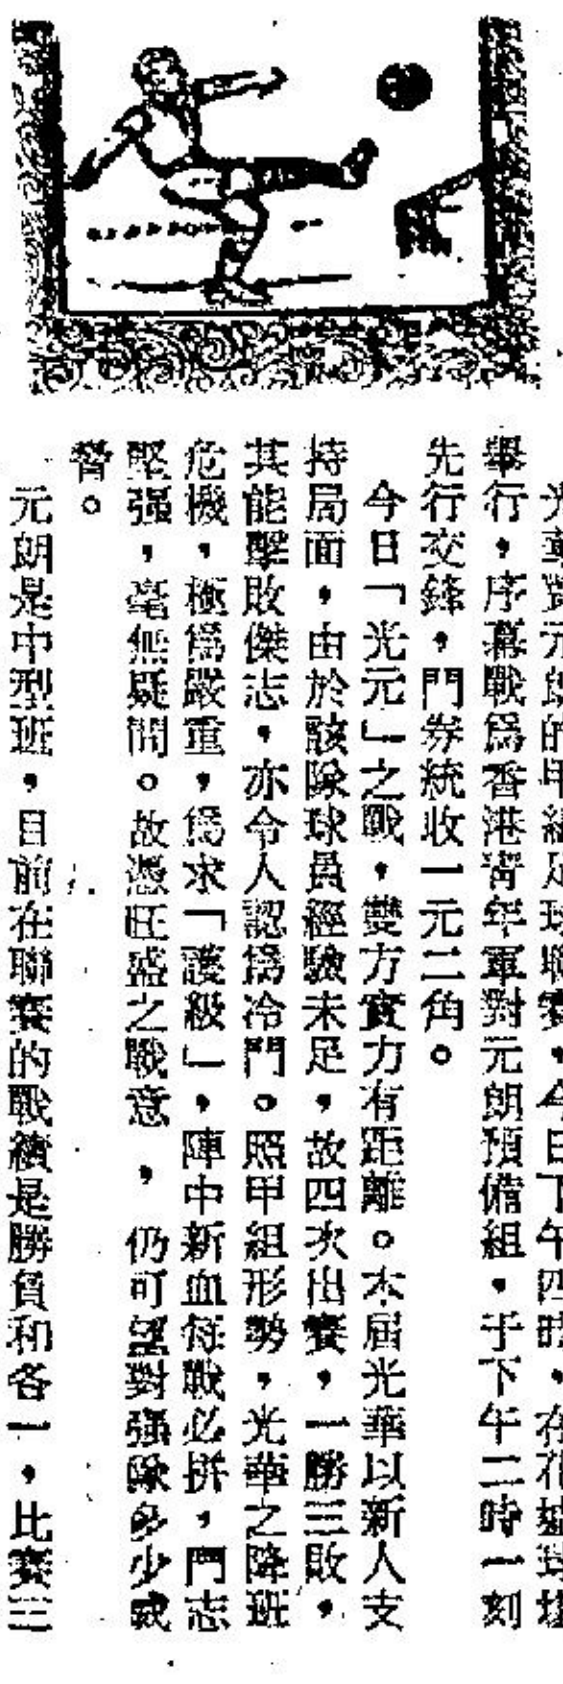 光華對元朗的甲組足球聯賽，今日下午四時，在花墟球場
舉行，序幕戰爲香港青年軍對元朗預備組，于下午二時一刻
先行交鋒，門券統收一元二角。
今日「光元」之戰，雙方實力有距離。本屆光華以新人支
持局面，由於該隊球員經驗未足，故四次出賽，一勝三敗，
其能擊敗傑志，亦令人認爲冷門。照甲組形勢，光華之降班
危機，極爲嚴重，爲求「護級」，陣中新血每戰必拼，鬥志
堅强，毫無疑問。故憑旺盛之戰意，仍可望對强隊多少威
脅。
元朗是中型班，目前在聯賽的戰績是勝負和各一，比賽三